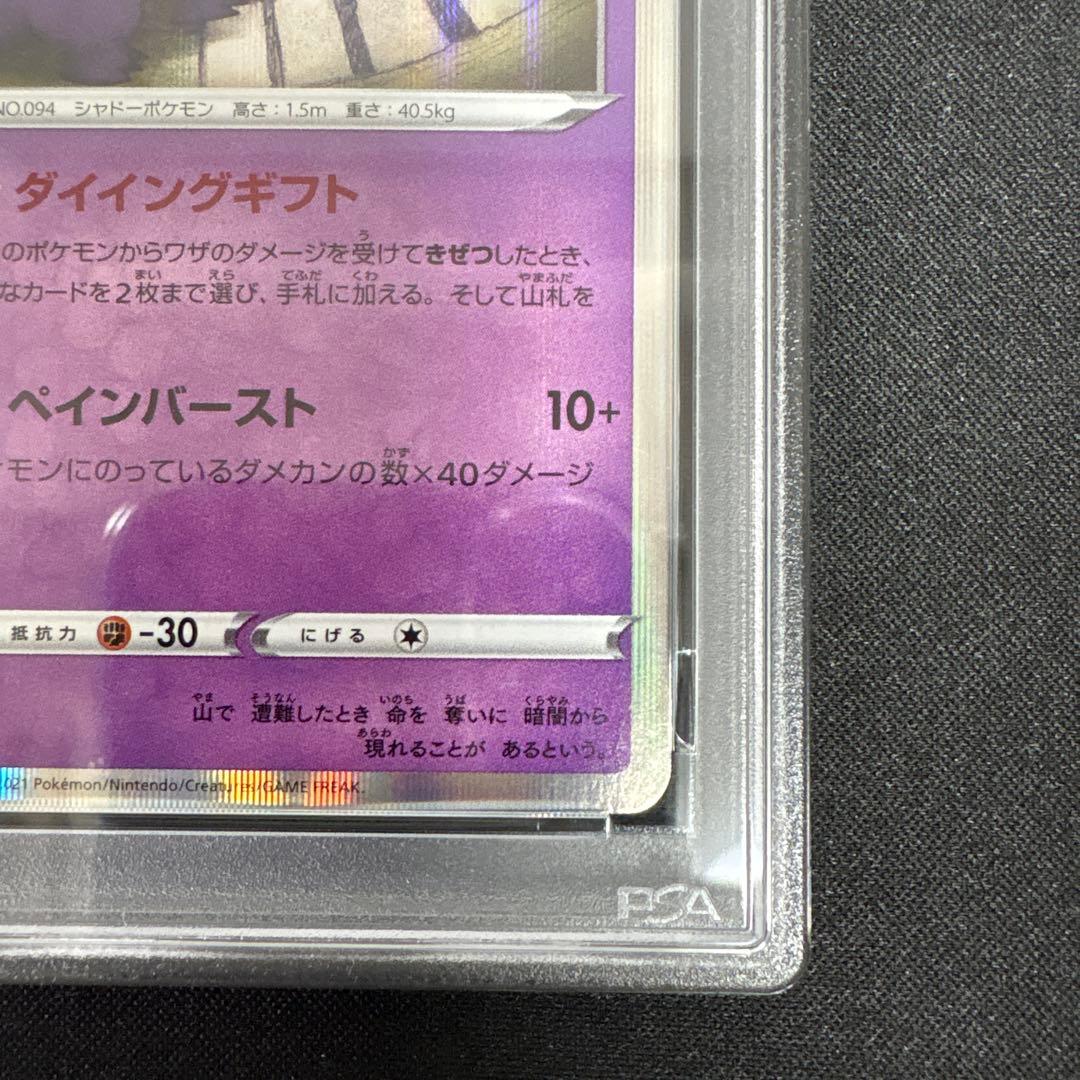 NO.094 シャドーポケモン 高さ：1.5m 重さ：40.5kg
ダイイングギフト
のポケモンからワザのダメージを受けてきぜつしたとき、
なカードを2枚まで選び、手札に加える。そして山札を
ペインバースト 10+
ケモンにのっているダメカンの数×40ダメージ
抵抗力 -30 にげる
山で 遭難したとき 命を 奪いに 暗闇から
現れることが あるという。
021 Pokémon/Nintendo/Creatures/GAME FREAK.
PSA